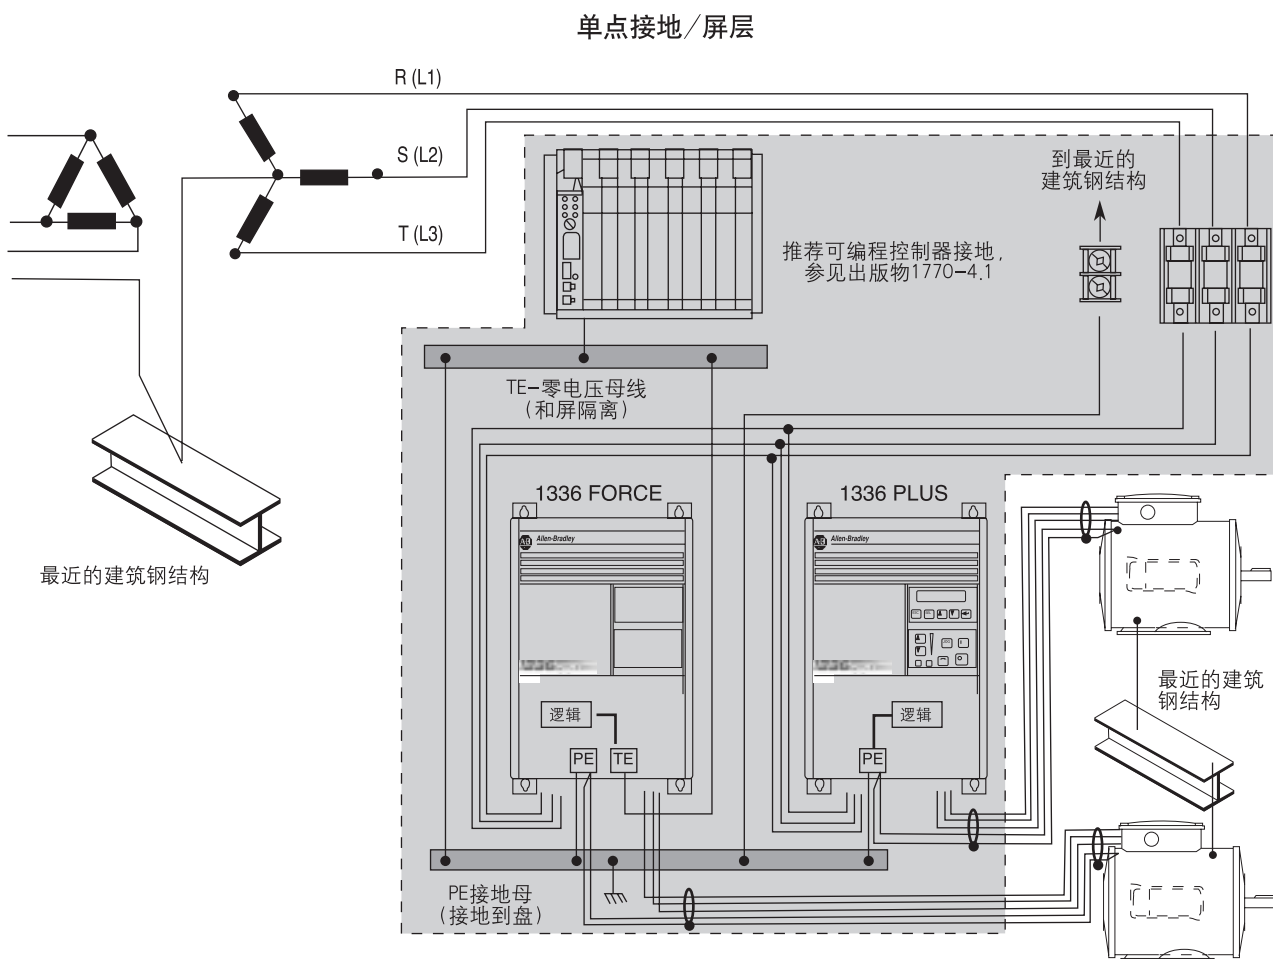 单点接地/屏层
R (L1)
S (L2)
T (L3)
到最近的
建筑钢结构
推荐可编程控制器接地,
参见出版物1770-4.1
TE-零电压母线
(和屏隔离)
最近的建筑钢结构
1336 FORCE
1336 PLUS
Allen-Bradley
Allen-Bradley
逻辑
逻辑
PE
TE
PE
最近的建筑
钢结构
PE接地母
(接地到盘)